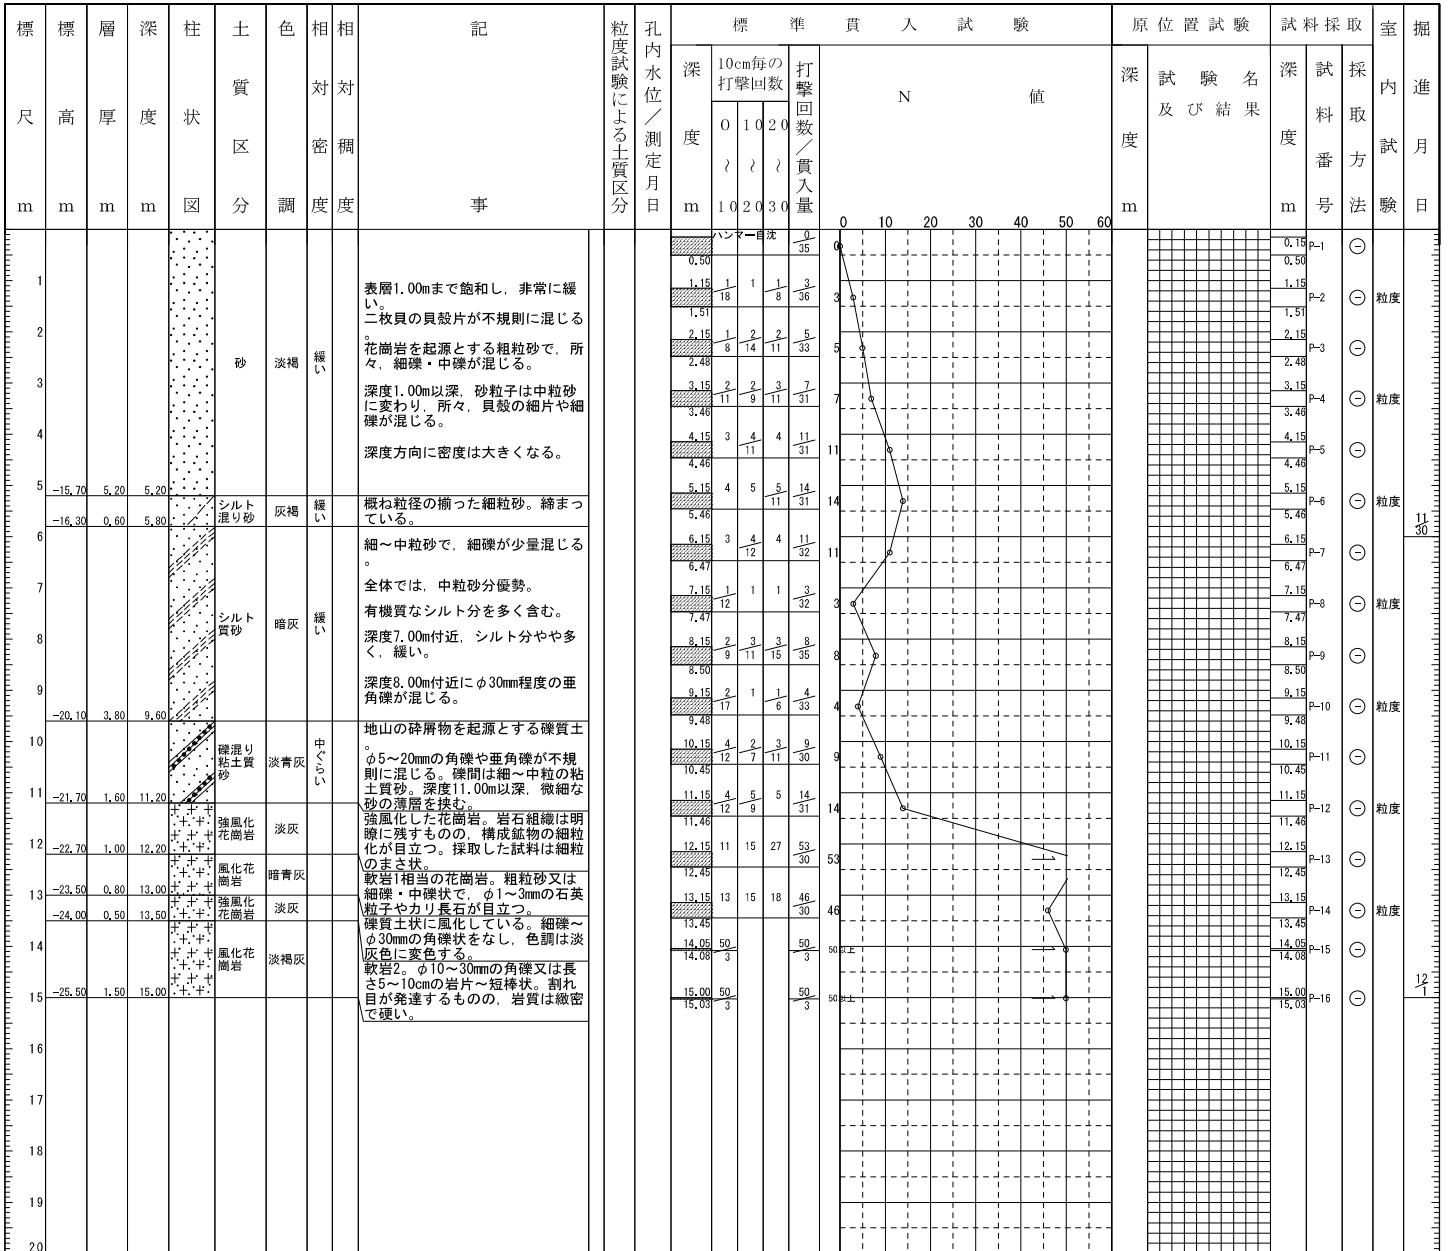 標尺 m
標高 m
層厚 m
深度 m
柱状図
土質区分
色調
相対密度
相対稠度
記事
粒度試験による土質区分
孔内水位／測定月日
標準貫入試験
深度 m
10cm毎の打撃回数
0～10
10～20
20～30
打撃回数／貫入量
N値
0 10 20 30 40 50 60
原位置試験
深度 m
試験名及び結果
試料採取
深度 m
試料番号
採取方法
室内試験
掘進月日
1
2
3
4
5
6
7
8
9
10
11
12
13
14
15
16
17
18
19
20
-15.70 5.20 5.20
砂 淡褐 緩い
表層1.00mまで飽和し，非常に緩
い。
二枚貝の貝殻片が不規則に混じる
。
花崗岩を起源とする粗粒砂で，所
々，細礫・中礫が混じる。
深度1.00m以深，砂粒子は中粒砂
に変わり，所々，貝殻の細片や細
礫が混じる。
深度方向に密度は大きくなる。
-16.30 0.60 5.80
シルト
混り砂
灰褐 緩い
概ね粒径の揃った細粒砂。締まっ
ている。
-20.10 3.80 9.60
シルト
質砂
暗灰 緩い
細～中粒砂で，細礫が少量混じる
。
全体では，中粒砂分優勢。
有機質なシルト分を多く含む。
深度7.00m付近，シルト分やや多
く，緩い。
深度8.00m付近にφ30mm程度の亜
角礫が混じる。
-21.70 1.60 11.20
礫混り
粘土質
砂
淡青灰 中ぐらい
地山の砕屑物を起源とする礫質土
。
φ5～20mmの角礫や亜角礫が不規
則に混じる。礫間は細～中粒の粘
土質砂。深度11.00m以深，微細な
砂の薄層を挟む。
-22.70 1.00 12.20
強風化
花崗岩
淡灰
強風化した花崗岩。岩石組織は明
瞭に残すものの，構成鉱物の細粒
化が目立つ。採取した試料は細粒
のまさ状。
-23.50 0.80 13.00
風化花
崗岩
暗青灰
軟岩1相当の花崗岩。粗粒砂又は
細礫・中礫状で，φ1～3mmの石英
粒子やカリ長石が目立つ。
-24.00 0.50 13.50
強風化
花崗岩
淡灰
礫質土状に風化している。細礫～
φ30mmの角礫状をなし，色調は淡
灰色に変色する。
-25.50 1.50 15.00
風化花
崗岩
淡褐灰
軟岩2。φ10～30mmの角礫又は長
さ5～10cmの岩片～短棒状。割れ
目が発達するものの，岩質は緻密
で硬い。
ハンマー自沈 0/35 0
0.50
1.15 1/18 1 1/8 3/36 3
1.51
2.15 1/8 2/14 2/11 5/33 5
2.48
3.15 2/11 2/9 3/11 7/31 7
3.46
4.15 3 4/11 4 11/31 11
4.46
5.15 4 5 5/11 14/31 14
5.46
6.15 3 4/12 4 11/32 11
6.47
7.15 1/12 1 1 3/32 3
7.47
8.15 2/9 3/11 3/15 8/35 8
8.50
9.15 2/17 1 1/6 4/33 4
9.48
10.15 4/12 2/7 3/11 9/30 9
10.45
11.15 4/12 5/9 5 14/31 14
11.46
12.15 11 15 27 53/30 53
12.45
13.15 13 15 18 46/30 46
13.45
14.05 50/3 50/3 50以上
14.08
15.00 50/3 50/3 50以上
15.03
0.15 P-1
0.50
1.15 P-2 粒度
1.51
2.15 P-3
2.48
3.15 P-4 粒度
3.46
4.15 P-5
4.46
5.15 P-6 粒度
5.46
6.15 P-7
6.47
7.15 P-8 粒度
7.47
8.15 P-9
8.50
9.15 P-10 粒度
9.48
10.15 P-11
10.45
11.15 P-12 粒度
11.46
12.15 P-13
12.45
13.15 P-14 粒度
13.45
14.05 P-15
14.08
15.00 P-16
15.03
11/30
12/1